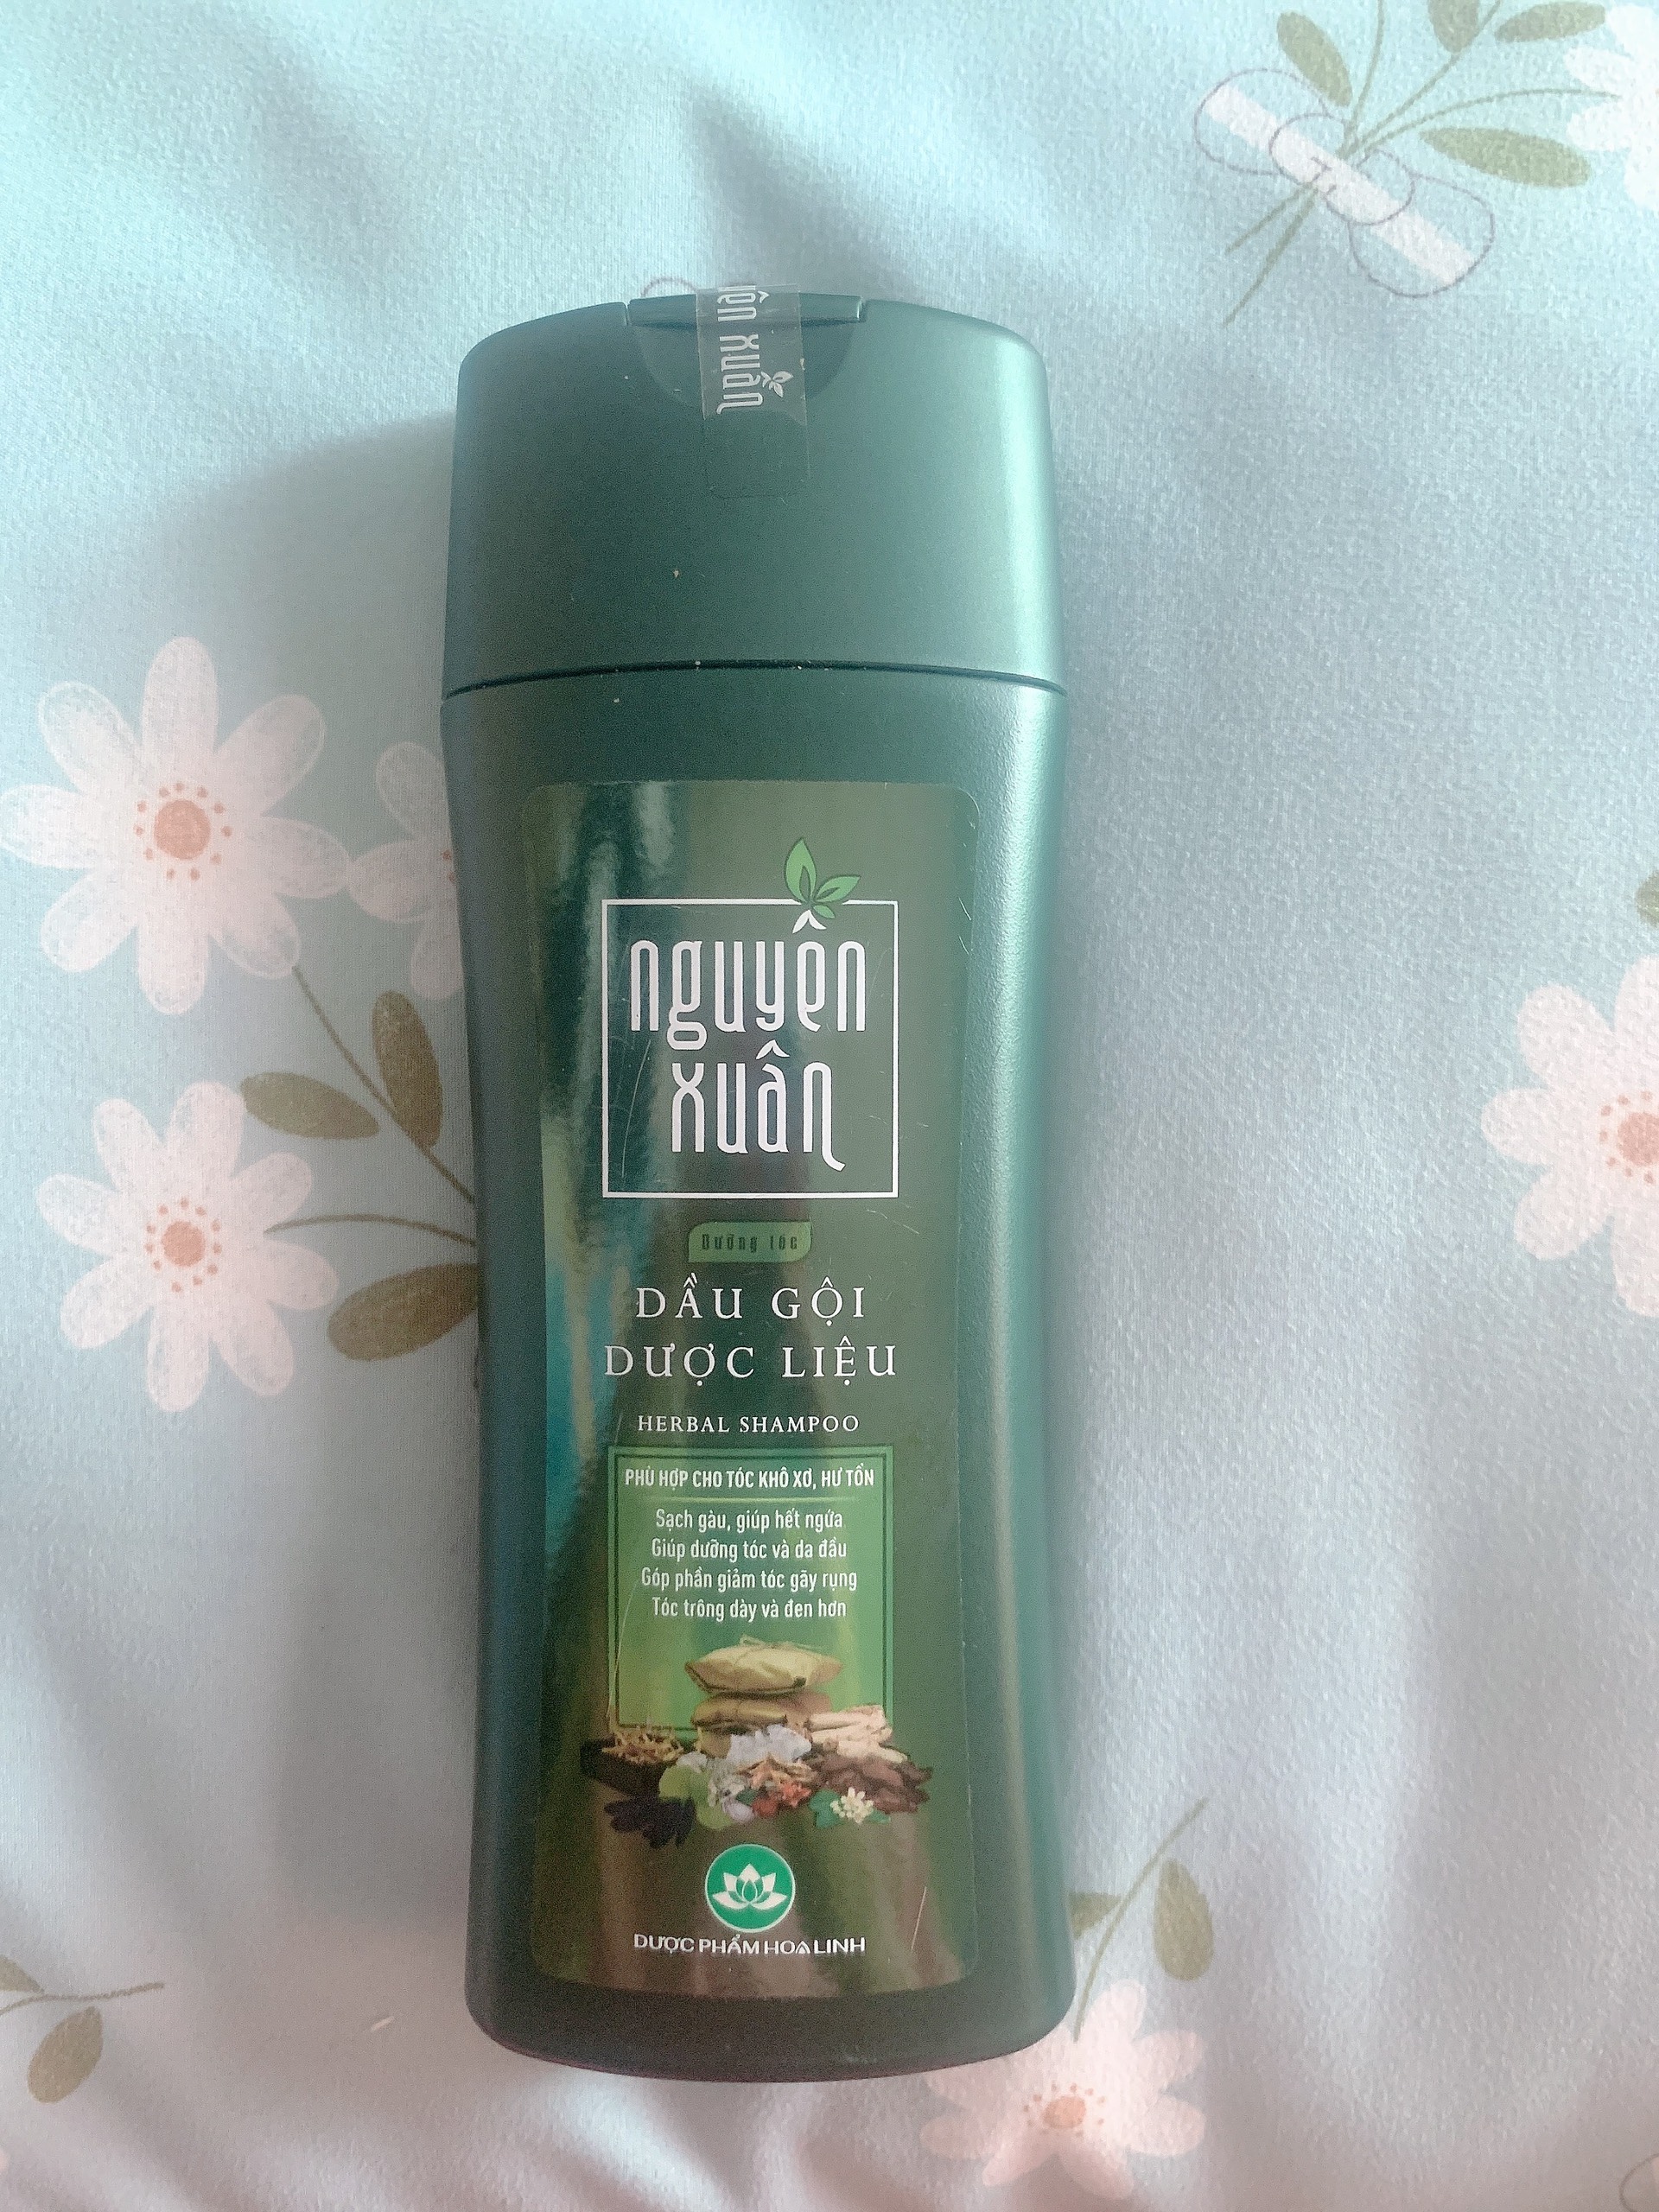 yên xuân
nguyên
xuân
Dưỡng tóc
DẦU GỘI
DƯỢC LIỆU
HERBAL SHAMPOO
PHÙ HỢP CHO TÓC KHÔ XƠ, HƯ TỔN
Sạch gàu, giúp hết ngứa
Giúp dưỡng tóc và da đầu
Góp phần giảm tóc gãy rụng
Tóc trông dày và đen hơn
DƯỢC PHẨM HOA LINH